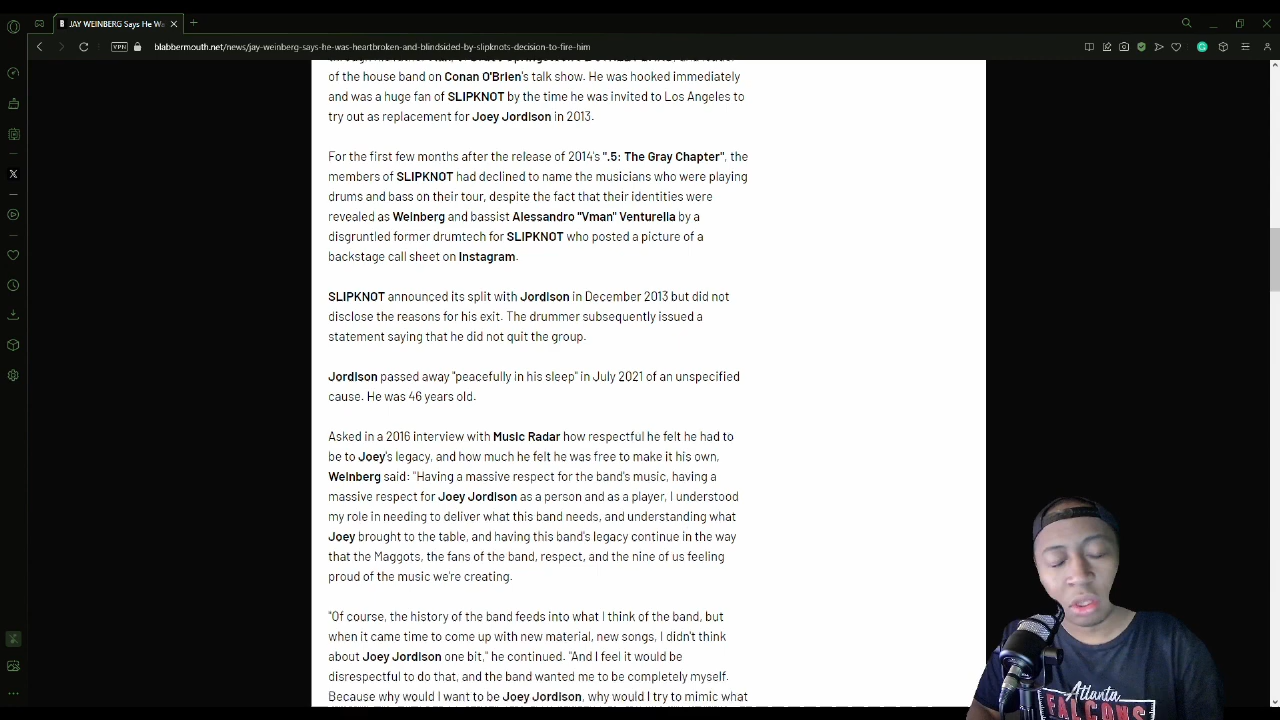 JAY WEINBERG Says He We
blabbermouth.net/news/jay-weinberg-says-he-was-heartbroken-and-blindsided-by-slipknots-decision-to-fire-him
VPN
of the house band on Conan O'Brien's talk show. He was hooked immediately
and was a huge fan of SLIPKNOT by the time he was invited to Los Angeles to
try out as replacement for Joey Jordison in 2013.
For the first few months after the release of 2014's ".5: The Gray Chapter", the
members of SLIPKNOT had declined to name the musicians who were playing
drums and bass on their tour, despite the fact that their identities were
revealed as Weinberg and bassist Alessandro "Vman" Venturella by a
disgruntled former drumtech for SLIPKNOT who posted a picture of a
backstage call sheet on Instagram.
SLIPKNOT announced its split with Jordison in December 2013 but did not
disclose the reasons for his exit. The drummer subsequently issued a
statement saying that he did not quit the group.
Jordison passed away "peacefully in his sleep" in July 2021 of an unspecified
cause. He was 46 years old.
Asked in a 2016 interview with Music Radar how respectful he felt he had to
be to Joey's legacy, and how much he felt he was free to make it his own,
Weinberg said: "Having a massive respect for the band's music, having a
massive respect for Joey Jordison as a person and as a player, I understood
my role in needing to deliver what this band needs, and understanding what
Joey brought to the table, and having this band's legacy continue in the way
that the Maggots, the fans of the band, respect, and the nine of us feeling
proud of the music we're creating.
"Of course, the history of the band feeds into what I think of the band, but
when it came time to come up with new material, new songs, I didn't think
about Joey Jordison one bit," he continued. "And I feel it would be
disrespectful to do that, and the band wanted me to be completely myself.
Because why would I want to be Joey Jordison, why would I try to mimic what
Atlanta
FALCONS